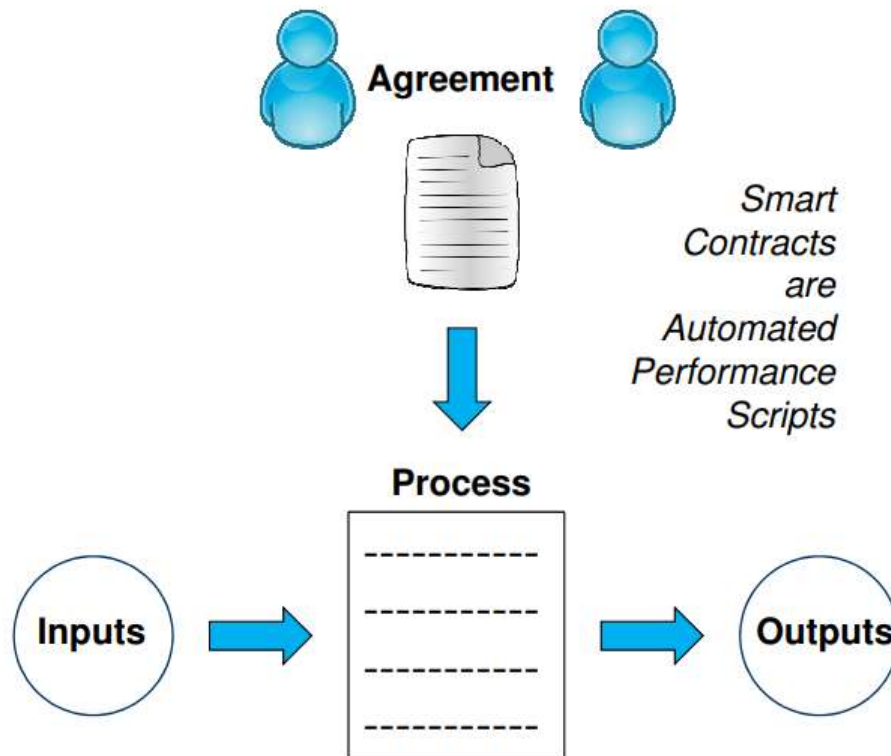 Agreement
Smart
Contracts
are
Automated
Performance
Scripts
Process
Inputs
Outputs